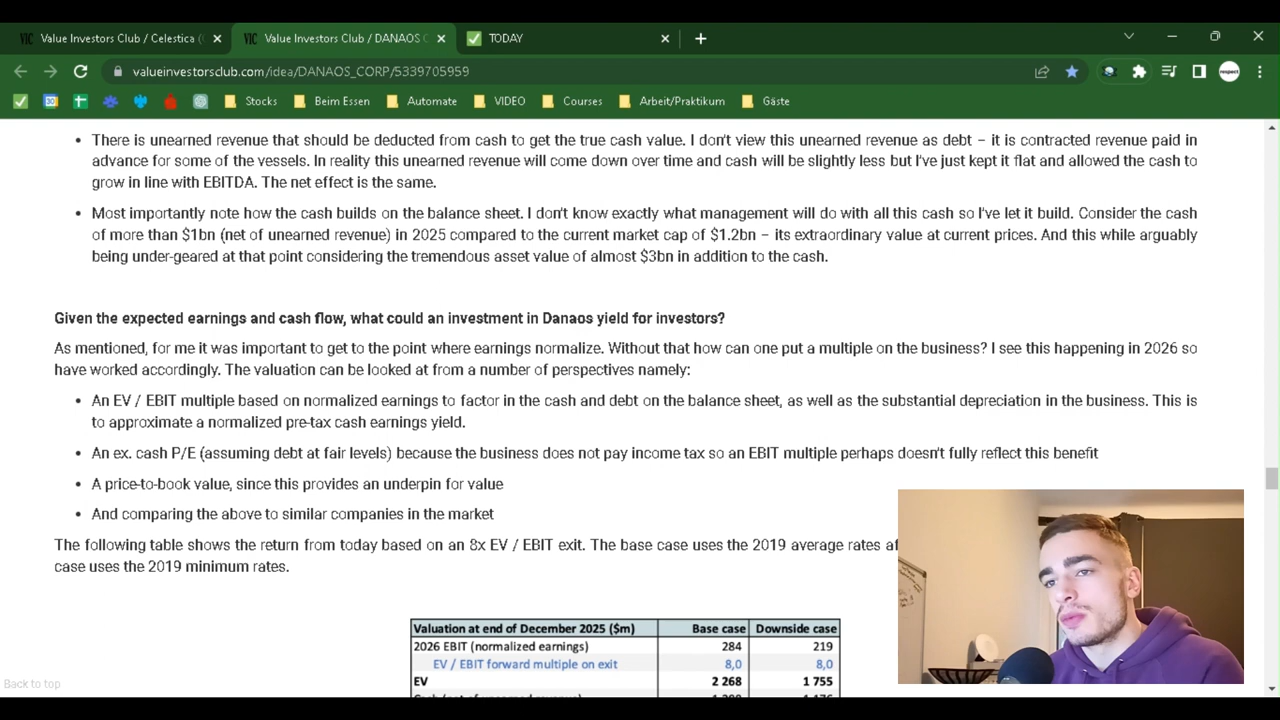 Value Investors Club / Celestica (
Value Investors Club / DANAOS C
TODAY
valueinvestorsclub.com/idea/DANAOS_CORP/5339705959
Stocks
Beim Essen
Automate
VIDEO
Courses
Arbeit/Praktikum
Gäste
• There is unearned revenue that should be deducted from cash to get the true cash value. I don't view this unearned revenue as debt – it is contracted revenue paid in
advance for some of the vessels. In reality this unearned revenue will come down over time and cash will be slightly less but I've just kept it flat and allowed the cash to
grow in line with EBITDA. The net effect is the same.
• Most importantly note how the cash builds on the balance sheet. I don't know exactly what management will do with all this cash so I've let it build. Consider the cash
of more than $1bn (net of unearned revenue) in 2025 compared to the current market cap of $1.2bn – its extraordinary value at current prices. And this while arguably
being under-geared at that point considering the tremendous asset value of almost $3bn in addition to the cash.
Given the expected earnings and cash flow, what could an investment in Danaos yield for investors?
As mentioned, for me it was important to get to the point where earnings normalize. Without that how can one put a multiple on the business? I see this happening in 2026 so
have worked accordingly. The valuation can be looked at from a number of perspectives namely:
• An EV / EBIT multiple based on normalized earnings to factor in the cash and debt on the balance sheet, as well as the substantial depreciation in the business. This is
to approximate a normalized pre-tax cash earnings yield.
• An ex. cash P/E (assuming debt at fair levels) because the business does not pay income tax so an EBIT multiple perhaps doesn't fully reflect this benefit
• A price-to-book value, since this provides an underpin for value
• And comparing the above to similar companies in the market
The following table shows the return from today based on an 8x EV / EBIT exit. The base case uses the 2019 average rates af
case uses the 2019 minimum rates.
Valuation at end of December 2025 ($m) Base case Downside case
2026 EBIT (normalized earnings) 284 219
EV / EBIT forward multiple on exit 8,0 8,0
EV 2 268 1 755
Back to top